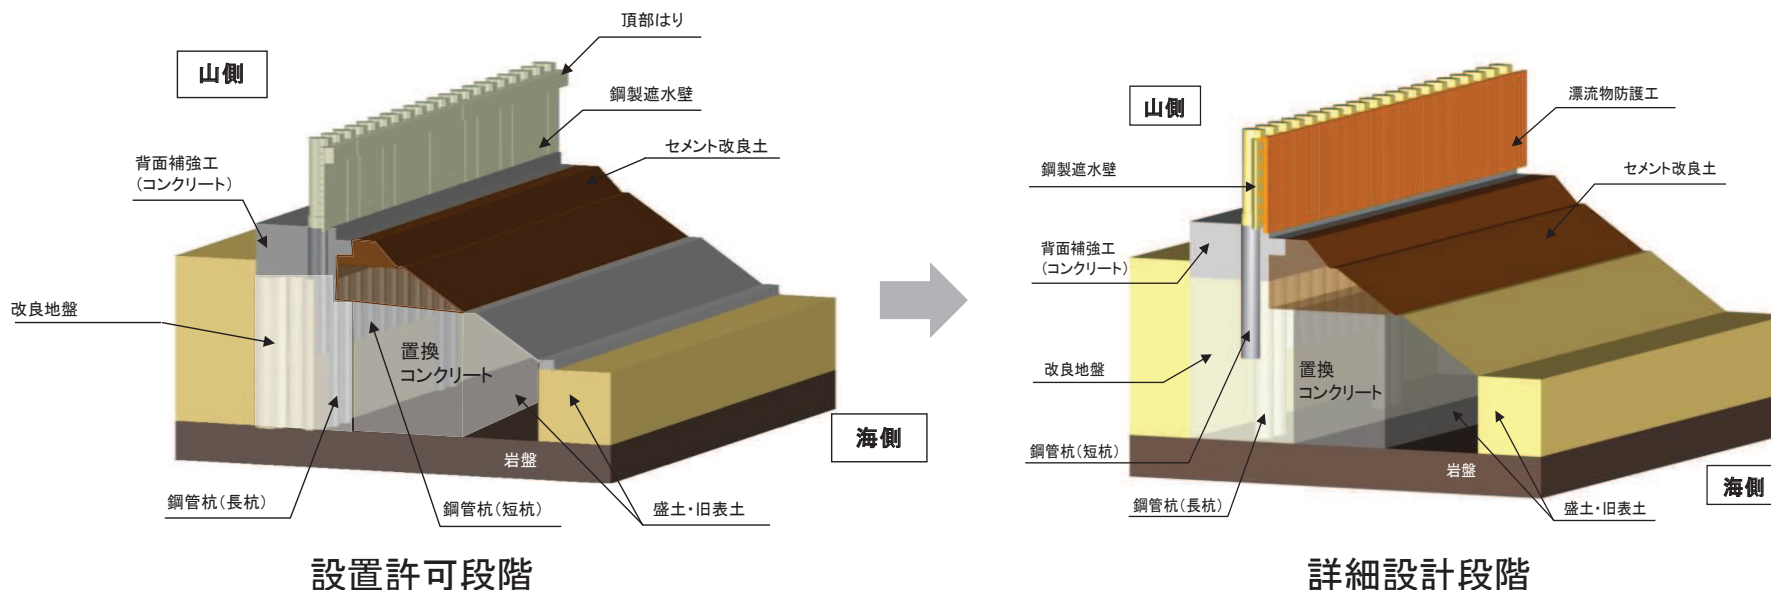 頂部はり
山側
鋼製遮水壁
セメント改良土
背面補強工
(コンクリート)
改良地盤
置換
コンクリート
海側
岩盤
鋼管杭(長杭)
鋼管杭(短杭)
盛土・旧表土
設置許可段階
山側
漂流物防護工
鋼製遮水壁
セメント改良土
背面補強工
(コンクリート)
改良地盤
置換
コンクリート
鋼管杭(短杭)
岩盤
海側
鋼管杭(長杭)
盛土・旧表土
詳細設計段階